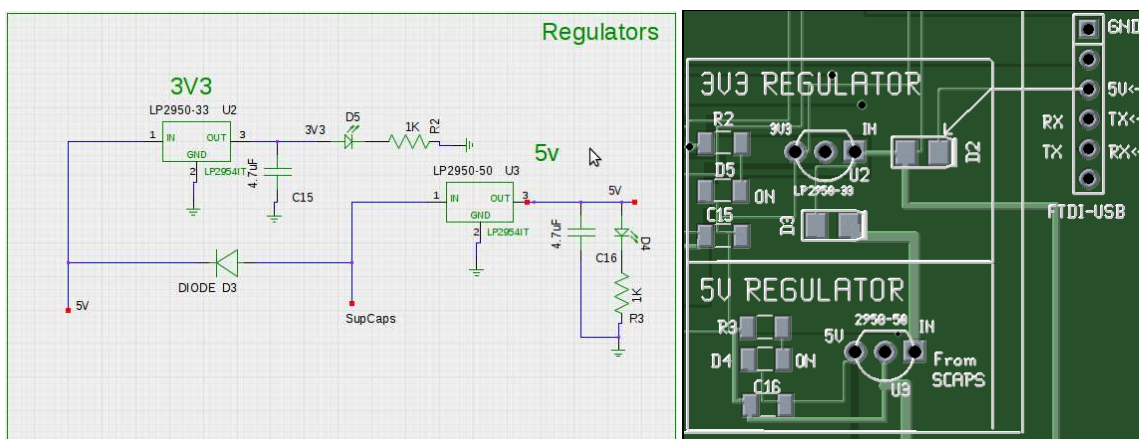 Regulators
3V3
LP2950-33 U2
1 IN OUT 3
GND
2
LP2954IT
4.7uF
C15
3V3
D5
1K
R2
5v
LP2950-50 U3
1 IN OUT 3
GND
2
LP2954IT
5V
4.7uF
C16
D4
1K
R3
DIODE D3
5V
SupCaps
3V3 REGULATOR
R2
3V3
IN
D5
U2
LP2950-33
ON
C15
D3
D2
GND
5V<-
RX TX<-
TX RX<-
FTDI-USB
5V REGULATOR
R3
2950-50
5V
IN
D4
ON
From
SCAPS
C16
U3